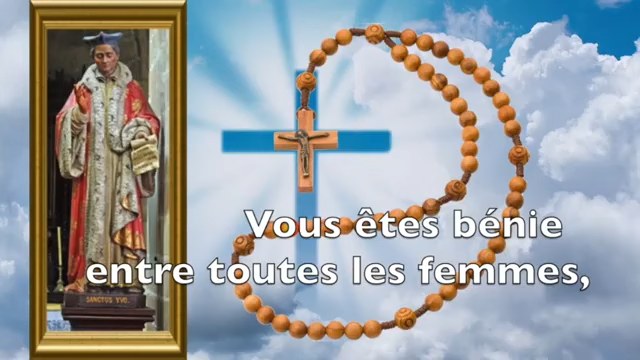 SANCTUS YVO.
Vous êtes bénie
entre toutes les femmes,